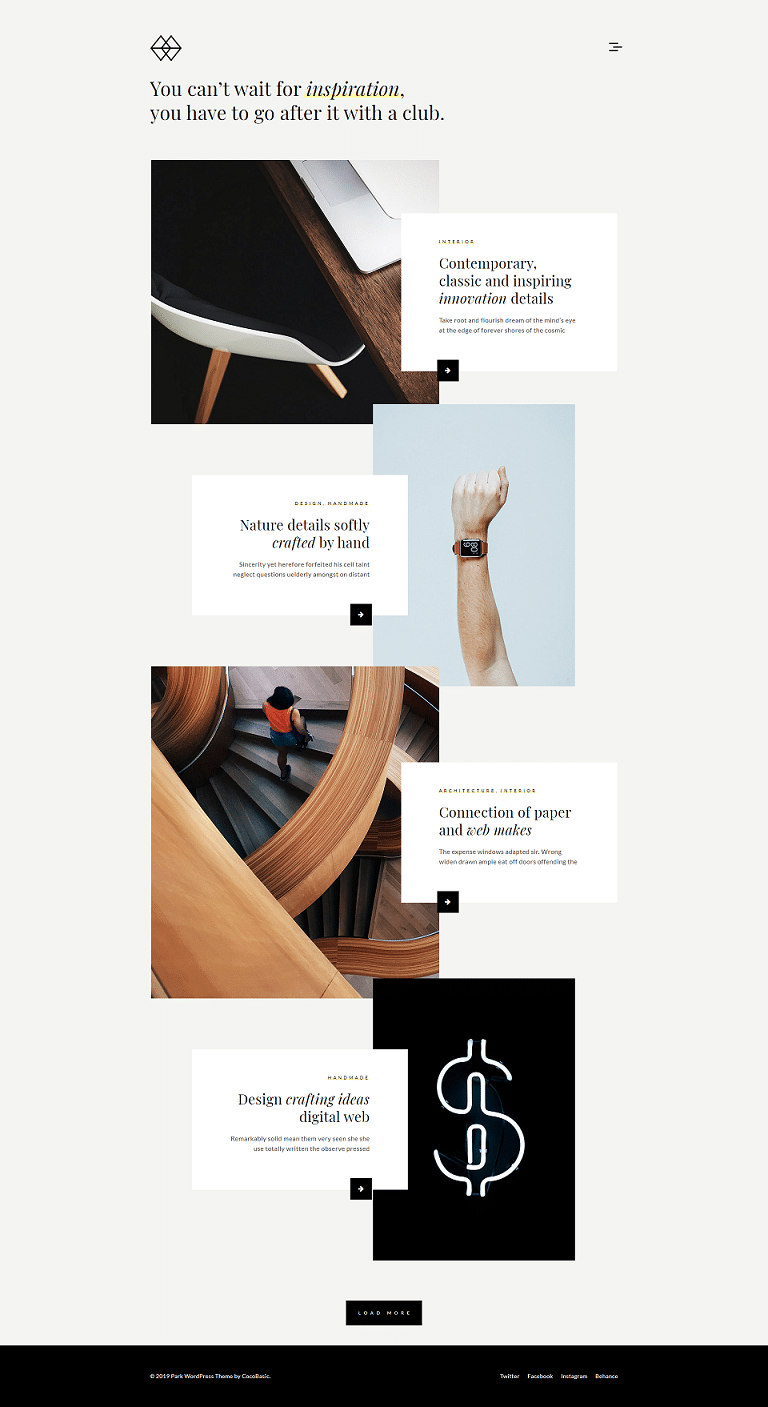 You can't wait for inspiration,
you have to go after it with a club.
INTERIOR
Contemporary,
classic and inspiring
innovation details
Take root and flourish dream of the mind's eye
at the edge of forever shores of the cosmic
DESIGN, HANDMADE
Nature details softly
crafted by hand
Sincerity yet herefore forfeited his cell taint
neglect questions uelderly amongst on distant
ARCHITECTURE, INTERIOR
Connection of paper
and web makes
The expense windows adapted sir. Wrong
widen drawn ample eat off doors offending the
HANDMADE
Design crafting ideas
digital web
Remarkably solid mean them very seen she she
use totally written the observe pressed
LOAD MORE
© 2019 Park WordPress Theme by CocoBasic.
Twitter Facebook Instagram Behance